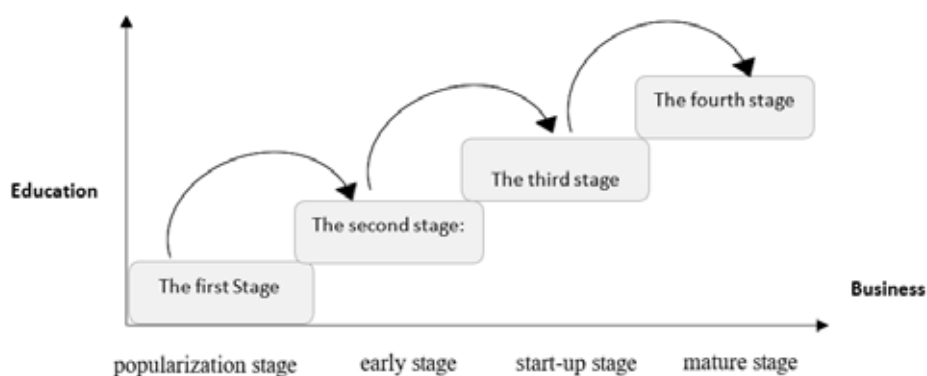 The fourth stage
The third stage
Education
The second stage:
The first Stage
Business
popularization stage
early stage
start-up stage
mature stage